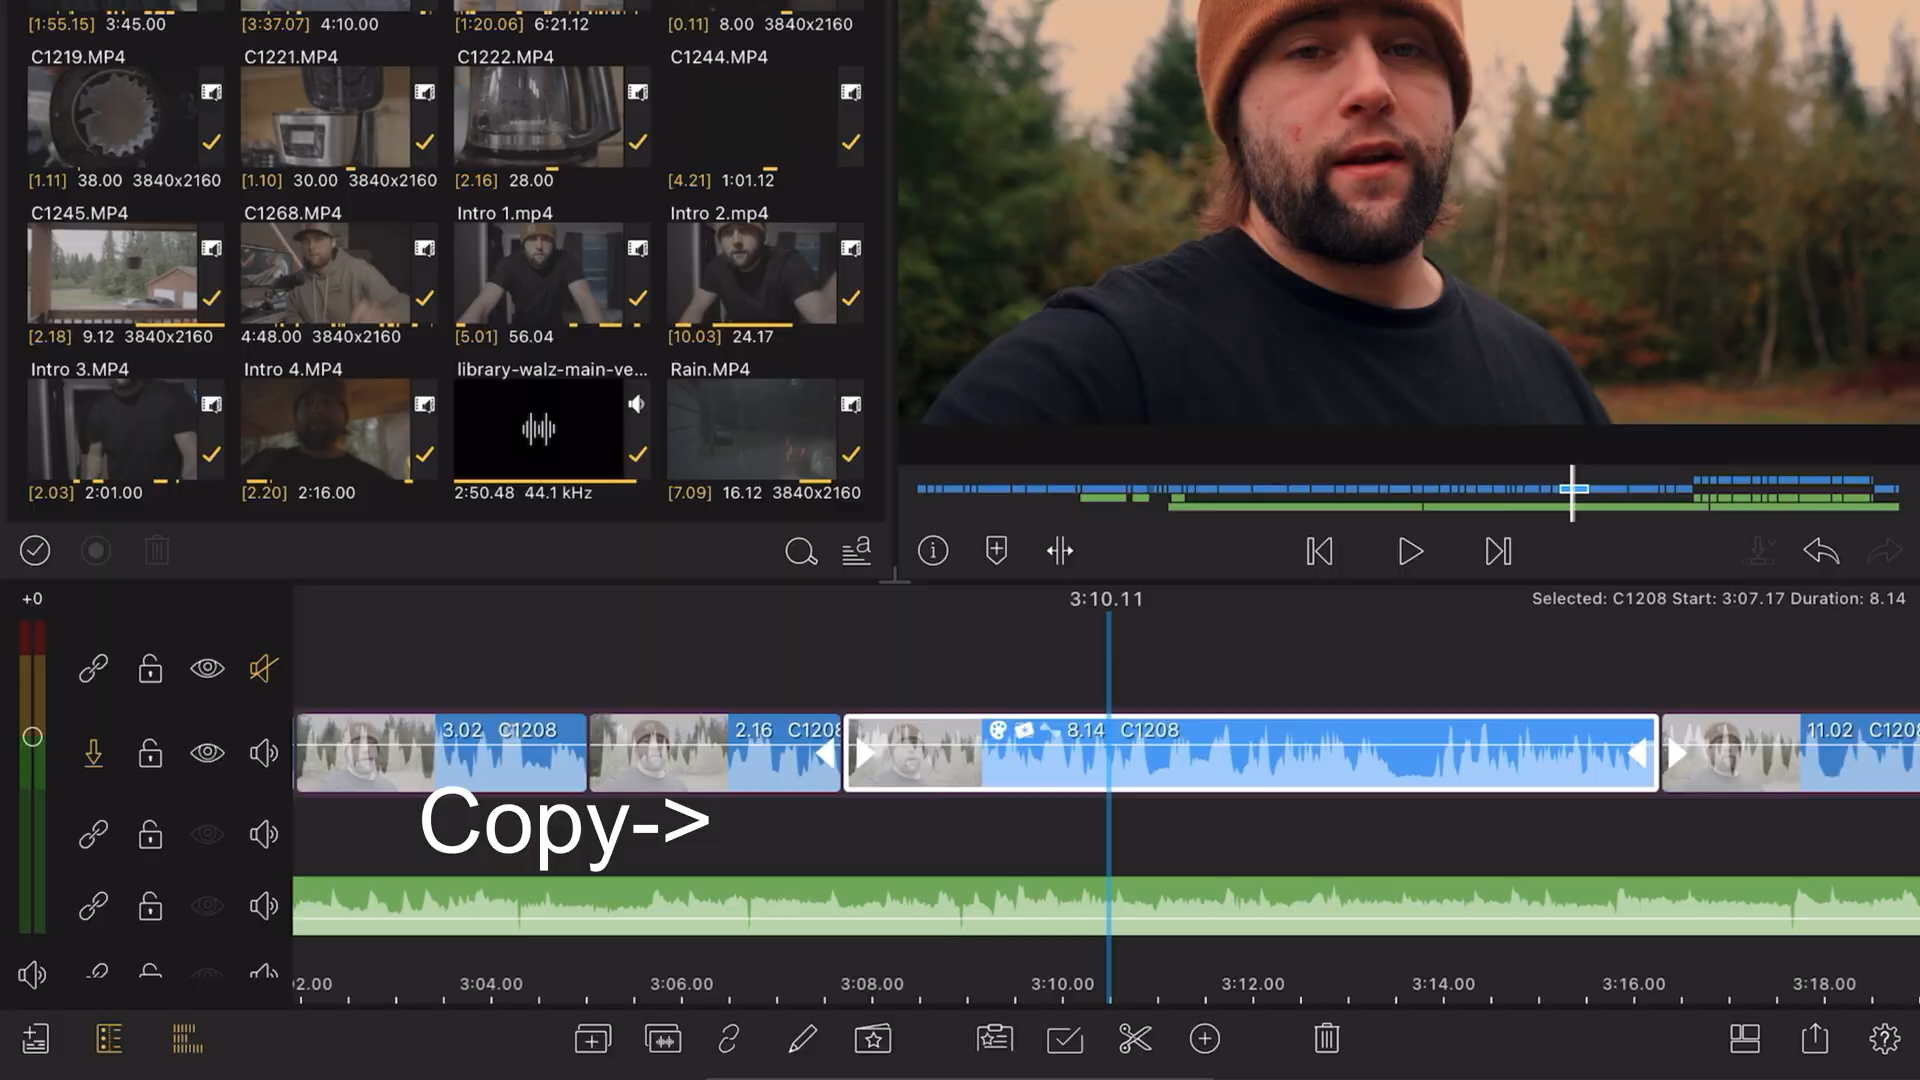 [1:55.15] 3:45.00
[3:37.07] 4:10.00
[1:20.06] 6:21.12
[0.11] 8.00 3840x2160
C1219.MP4
C1221.MP4
C1222.MP4
C1244.MP4
[1.11] 38.00 3840x2160
[1.10] 30.00 3840x2160
[2.16] 28.00
[4.21] 1:01.12
C1245.MP4
C1268.MP4
Intro 1.mp4
Intro 2.mp4
[2.18] 9.12 3840x2160
4:48.00 3840x2160
[5.01] 56.04
[10.03] 24.17
Intro 3.MP4
Intro 4.MP4
library-walz-main-ve...
Rain.MP4
[2.03] 2:01.00
[2.20] 2:16.00
2:50.48 44.1 kHz
[7.09] 16.12 3840x2160
+0
3:10.11
Selected: C1208 Start: 3:07.17 Duration: 8.14
3.02 C1208
2.16 C1208
8.14 C1208
11.02 C1208
Copy->
2.00
3:04.00
3:06.00
3:08.00
3:10.00
3:12.00
3:14.00
3:16.00
3:18.00